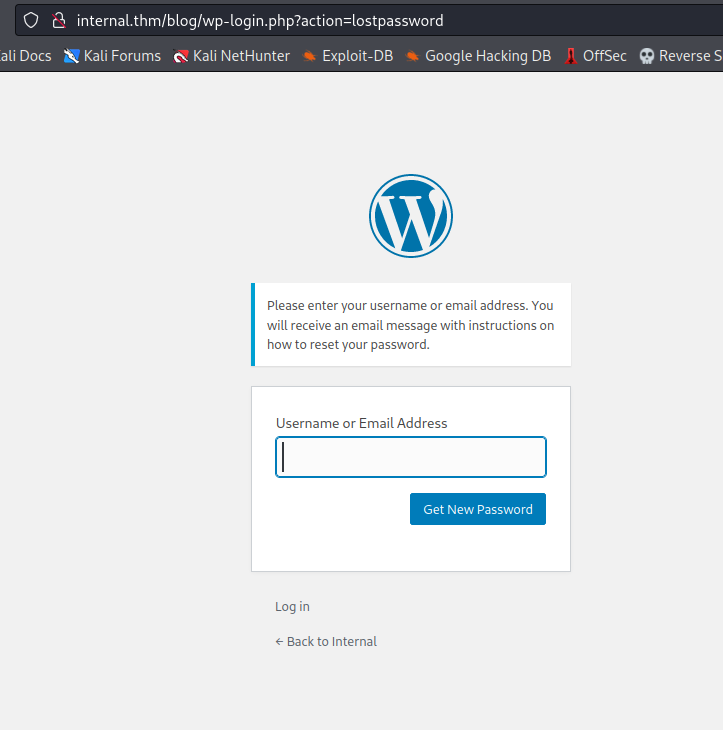 internal.thm/blog/wp-login.php?action=lostpassword
ali Docs Kali Forums Kali NetHunter Exploit-DB Google Hacking DB OffSec Reverse S
Please enter your username or email address. You
will receive an email message with instructions on
how to reset your password.
Username or Email Address
Get New Password
Log in
← Back to Internal